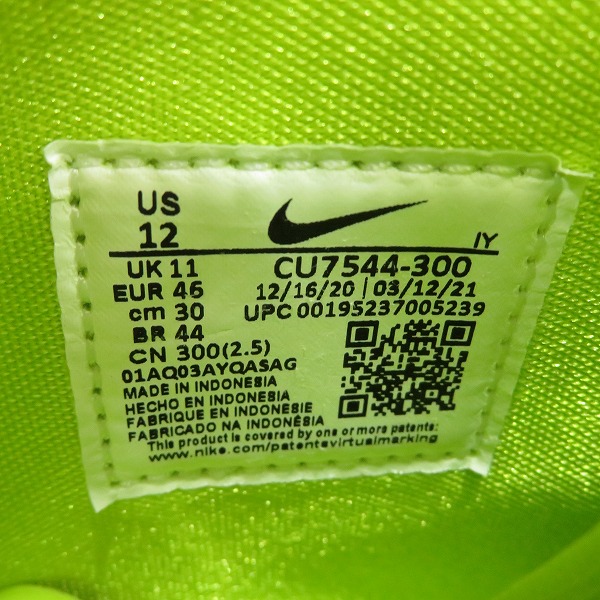 US
12
IY
UK 11
CU7544-300
EUR 46
12/16/20 | 03/12/21
cm 30
UPC 00195237005239
BR 44
CN 300(2.5)
01AQ03AYQASAG
MADE IN INDONESIA
HECHO EN INDONESIA
FABRIQUE EN INDONESIE
FABRICADO NA INDONÉSIA
This product is covered by one or more patents:
www.nike.com/patentsvirtualmarking